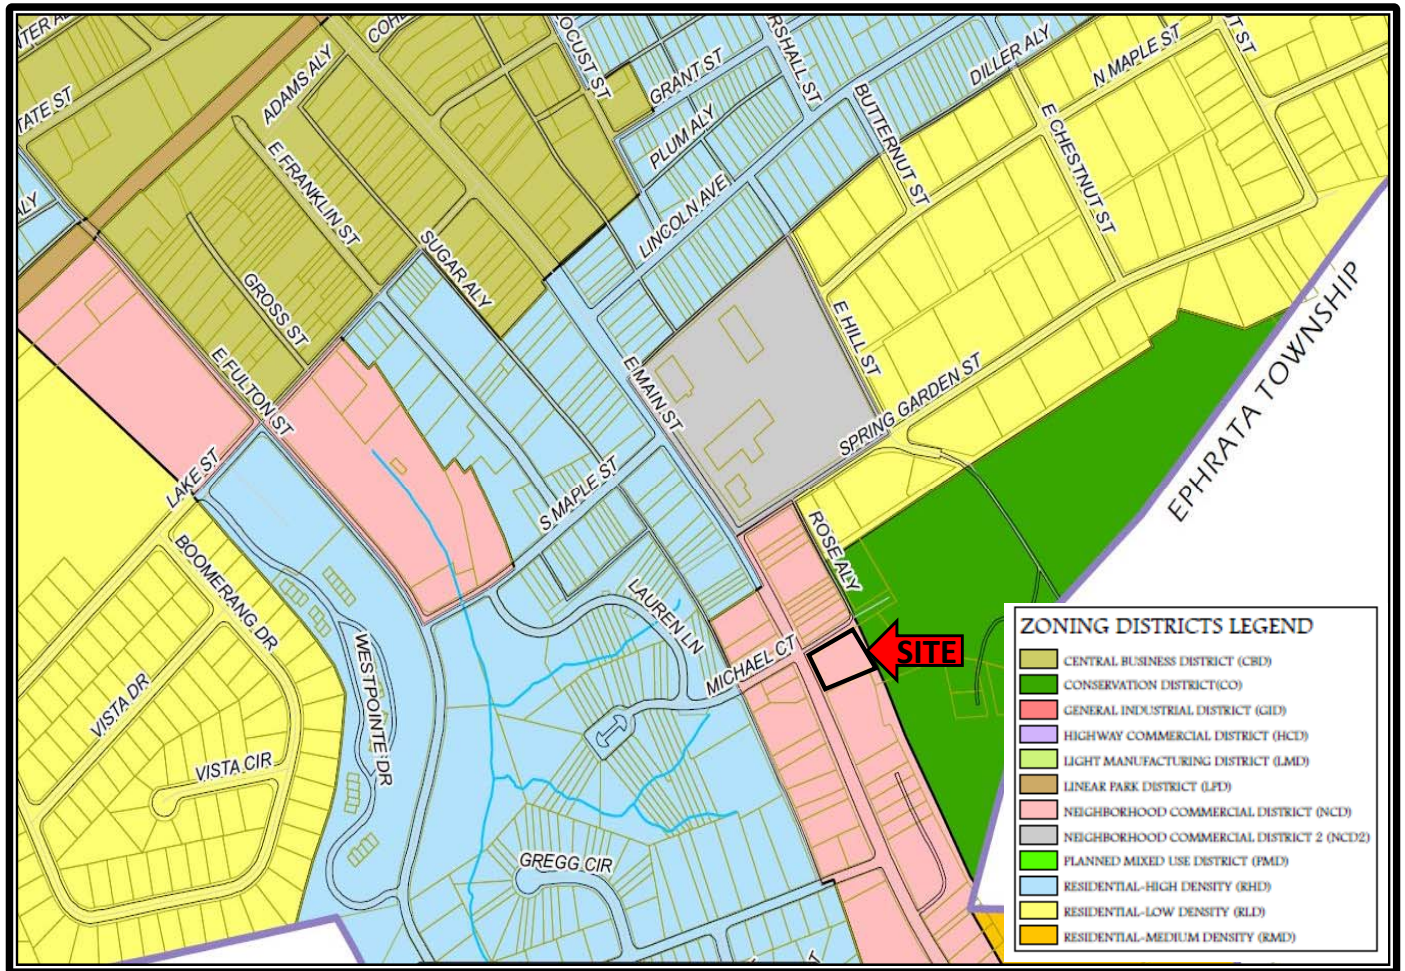 ADAMS ALY
GRANT ST
DILLER ALY
N MAPLE ST
PLUM ALY
BUTTERNUT ST
E CHESTNUT ST
E FRANKLIN ST
LINCOLN AVE
SUGAR ALY
GROSS ST
E HILL ST
E FULTON ST
E MAIN ST
SPRING GARDEN ST
EPHRATA TOWNSHIP
LAKE ST
S MAPLE ST
ROSE ALY
BOOMERANG DR
LAUREN LN
MICHAEL CT
SITE
WESTPOINTE DR
VISTA DR
VISTA CIR
GREGG CIR
ZONING DISTRICTS LEGEND
CENTRAL BUSINESS DISTRICT (CBD)
CONSERVATION DISTRICT(CO)
GENERAL INDUSTRIAL DISTRICT (GID)
HIGHWAY COMMERCIAL DISTRICT (HCD)
LIGHT MANUFACTURING DISTRICT (LMD)
LINEAR PARK DISTRICT (LPD)
NEIGHBORHOOD COMMERCIAL DISTRICT (NCD)
NEIGHBORHOOD COMMERCIAL DISTRICT 2 (NCD2)
PLANNED MIXED USE DISTRICT (PMD)
RESIDENTIAL-HIGH DENSITY (RHD)
RESIDENTIAL-LOW DENSITY (RLD)
RESIDENTIAL-MEDIUM DENSITY (RMD)